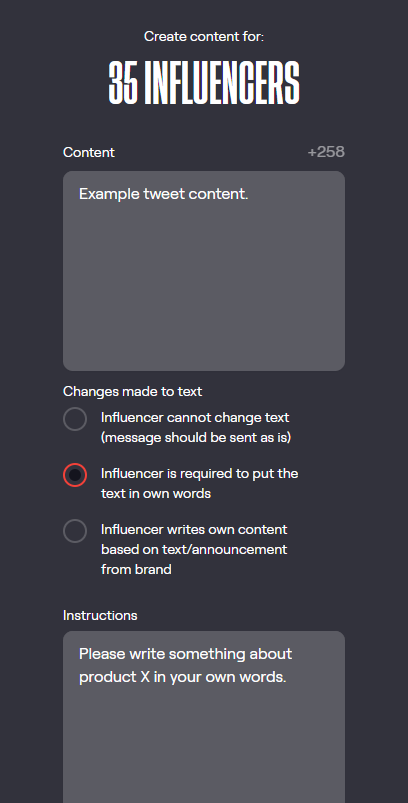 Create content for:
35 INFLUENCERS
Content +258
Example tweet content.
Changes made to text
Influencer cannot change text
(message should be sent as is)
Influencer is required to put the
text in own words
Influencer writes own content
based on text/announcement
from brand
Instructions
Please write something about
product X in your own words.